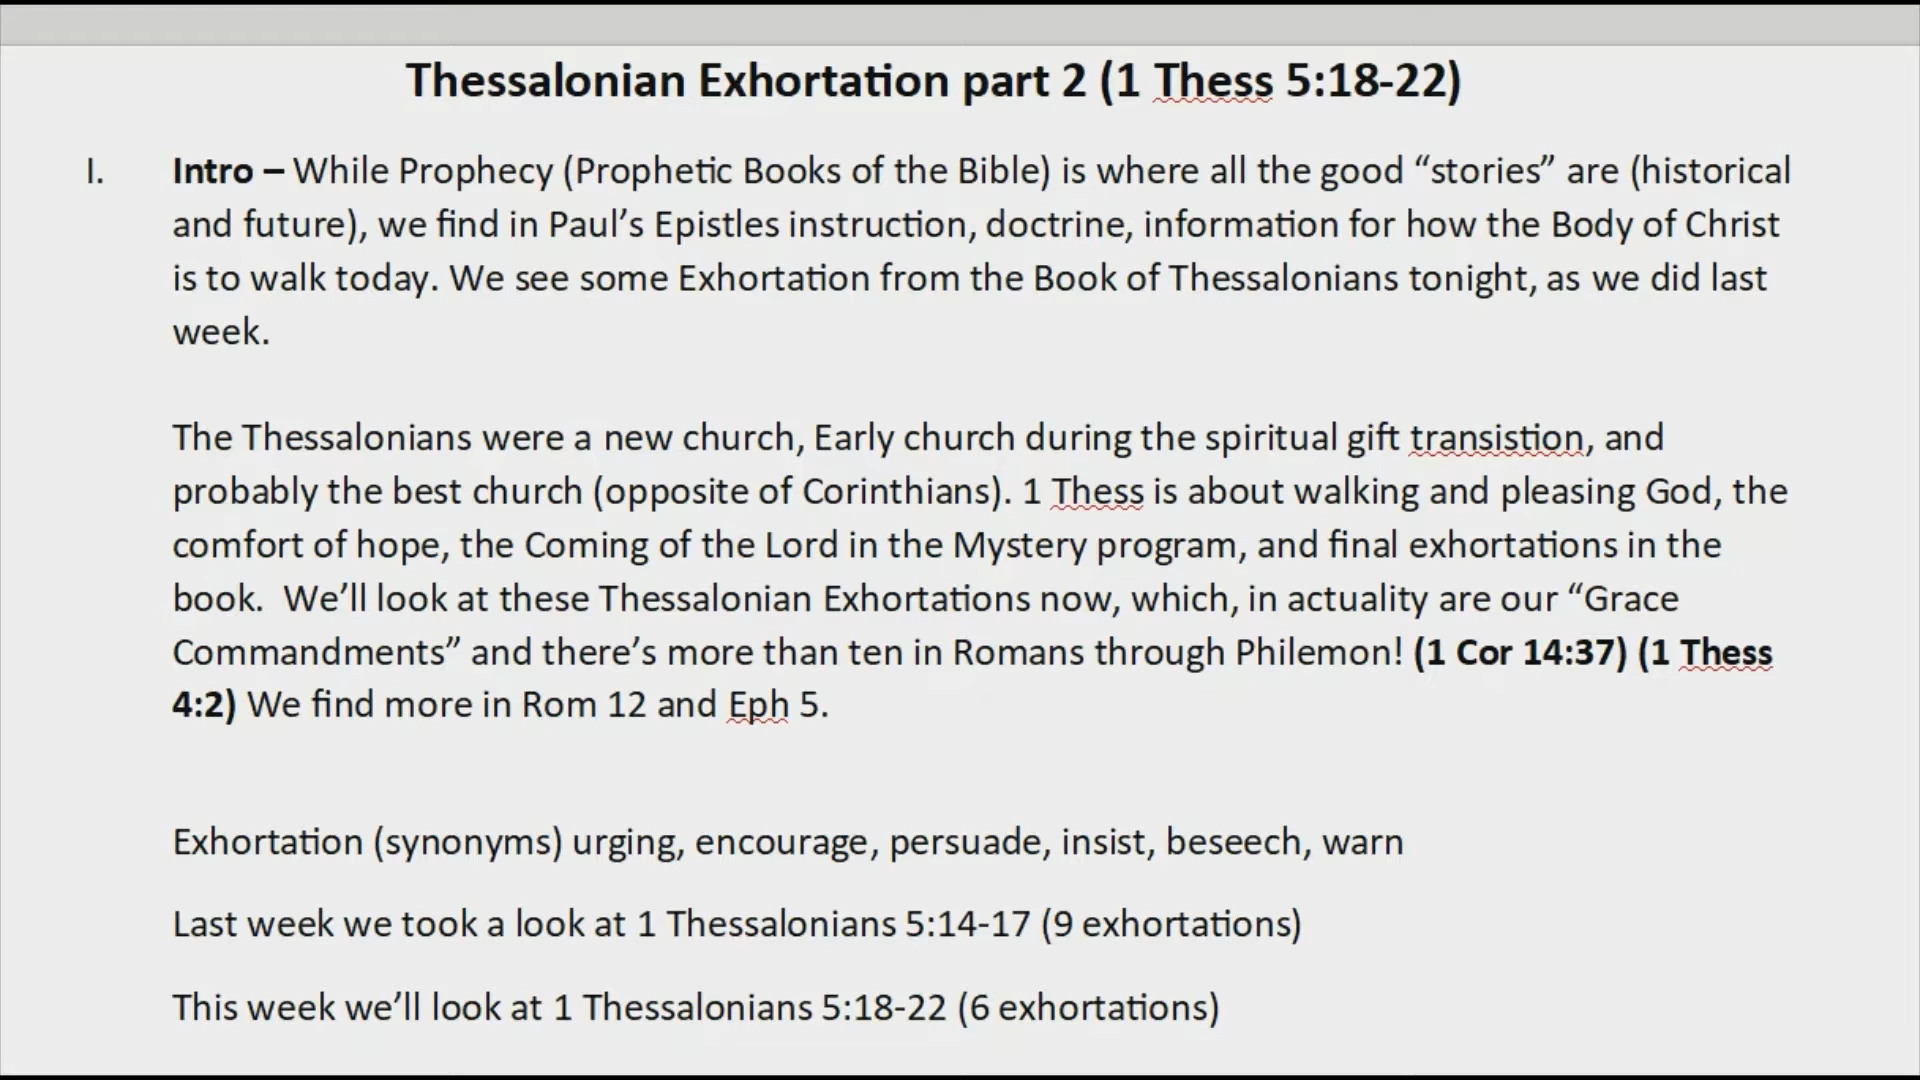 Thessalonian Exhortation part 2 (1 Thess 5:18-22)
I. Intro – While Prophecy (Prophetic Books of the Bible) is where all the good “stories” are (historical
and future), we find in Paul’s Epistles instruction, doctrine, information for how the Body of Christ
is to walk today. We see some Exhortation from the Book of Thessalonians tonight, as we did last
week.
The Thessalonians were a new church, Early church during the spiritual gift transistion, and
probably the best church (opposite of Corinthians). 1 Thess is about walking and pleasing God, the
comfort of hope, the Coming of the Lord in the Mystery program, and final exhortations in the
book.  We’ll look at these Thessalonian Exhortations now, which, in actuality are our “Grace
Commandments” and there’s more than ten in Romans through Philemon! (1 Cor 14:37) (1 Thess
4:2) We find more in Rom 12 and Eph 5.
Exhortation (synonyms) urging, encourage, persuade, insist, beseech, warn
Last week we took a look at 1 Thessalonians 5:14-17 (9 exhortations)
This week we’ll look at 1 Thessalonians 5:18-22 (6 exhortations)